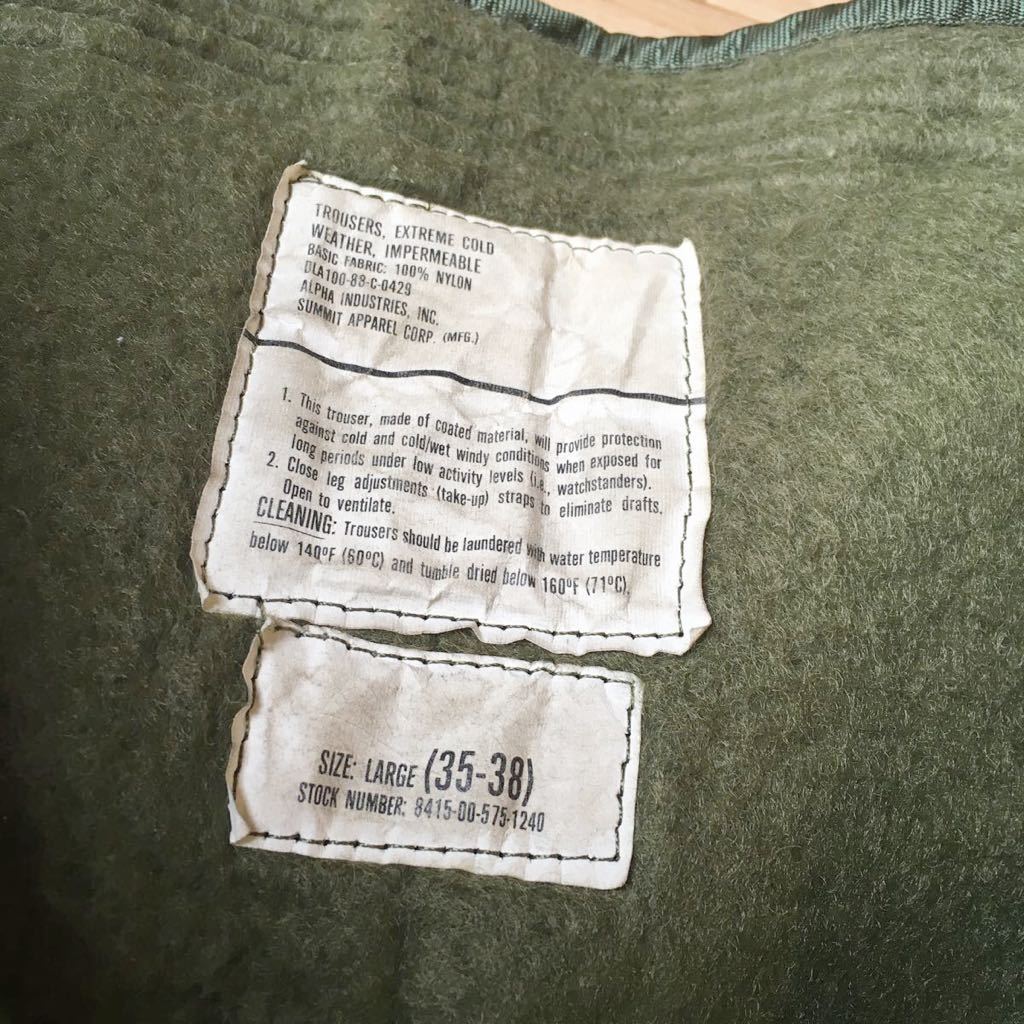 TROUSERS, EXTREME COLD
WEATHER, IMPERMEABLE
BASIC FABRIC: 100% NYLON
DLA100-88-C-0429
ALPHA INDUSTRIES, INC.
SUMMIT APPAREL CORP. (MFG.)
1. This trouser, made of coated material, will provide protection
against cold and cold/wet windy conditions when exposed for
long periods under low activity levels (i.e., watchstanders).
2. Close leg adjustments (take-up) straps to eliminate drafts.
Open to ventilate.
CLEANING: Trousers should be laundered with water temperature
below 140°F (60°C) and tumble dried below 160°F (71°C).
SIZE: LARGE (35-38)
STOCK NUMBER: 8415-00-575-1240